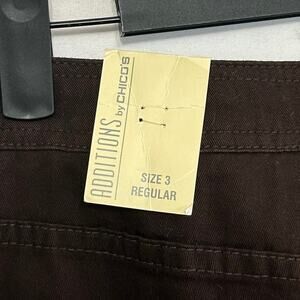 ADDITIONS
by CHICO'S
SIZE 3
REGULAR